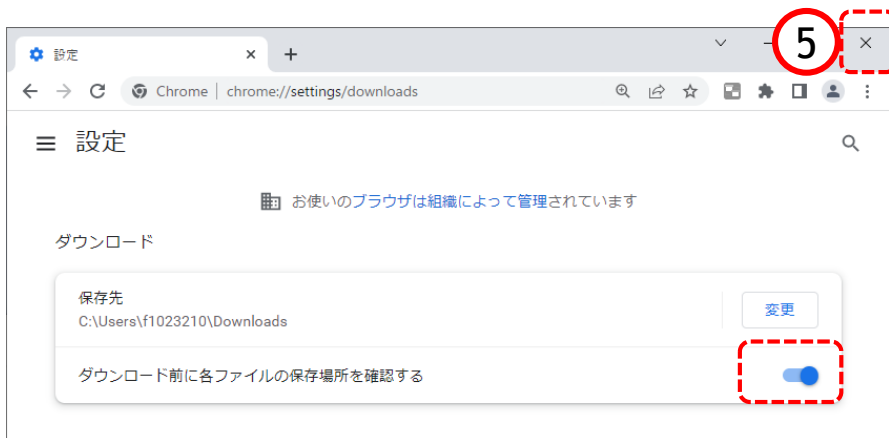 設定
5
Chrome | chrome://settings/downloads
設定
お使いのブラウザは組織によって管理されています
ダウンロード
保存先
C:\Users\f1023210\Downloads
変更
ダウンロード前に各ファイルの保存場所を確認する